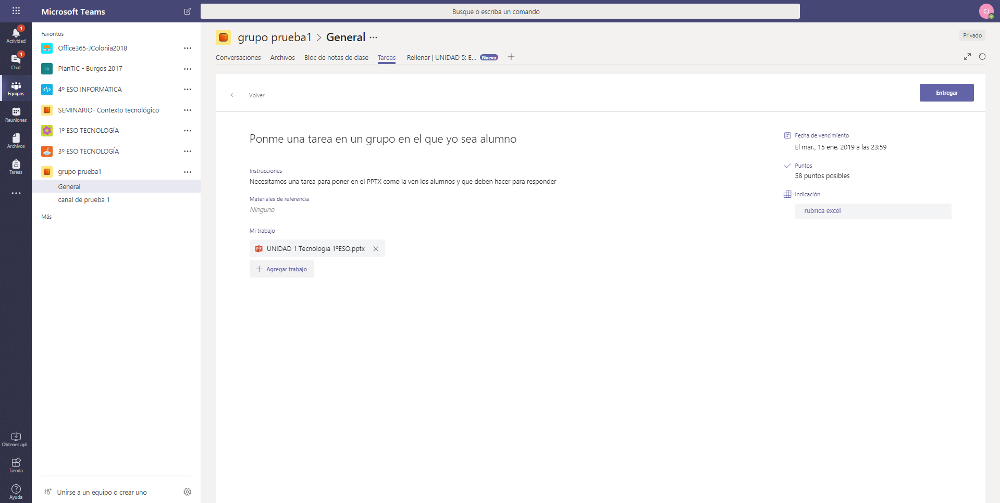 Microsoft Teams
Busque o escriba un comando
CJ
1
Actividad
1
Chat
Equipos
Reuniones
Archivos
Tareas
Obtener apl...
Tienda
Ayuda
Favoritos
Office365-JColonia2018
PB PlanTIC - Burgos 2017
4º ESO INFORMÁTICA
SEMINARIO- Contexto tecnológico
1º ESO TECNOLOGÍA
3º ESO TECNOLOGÍA
grupo prueba1
General
canal de prueba 1
Más
Unirse a un equipo o crear uno
grupo prueba1 > General ...
Privado
Conversaciones Archivos Bloc de notas de clase Tareas Rellenar | UNIDAD 5: E... Nuevo
Volver
Entregar
Ponme una tarea en un grupo en el que yo sea alumno
Instrucciones
Necesitamos una tarea para poner en el PPTX como la ven los alumnos y que deben hacer para responder
Materiales de referencia
Ninguno
Mi trabajo
UNIDAD 1 Tecnologia 1ºESO.pptx
Agregar trabajo
Fecha de vencimiento
El mar., 15 ene. 2019 a las 23:59
Puntos
58 puntos posibles
Indicación
rubrica excel